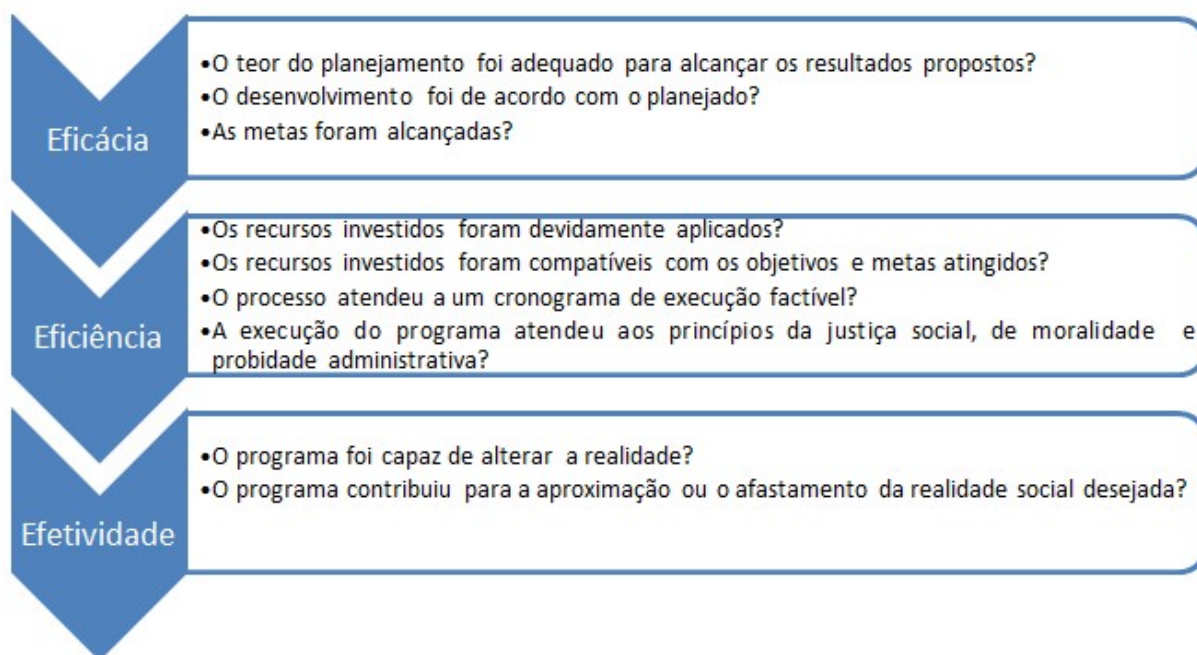 Eficácia
•O teor do planejamento foi adequado para alcançar os resultados propostos?
•O desenvolvimento foi de acordo com o planejado?
•As metas foram alcançadas?
Eficiência
•Os recursos investidos foram devidamente aplicados?
•Os recursos investidos foram compatíveis com os objetivos e metas atingidos?
•O processo atendeu a um cronograma de execução factível?
•A execução do programa atendeu aos princípios da justiça social, de moralidade e
probidade administrativa?
Efetividade
•O programa foi capaz de alterar a realidade?
•O programa contribuiu para a aproximação ou o afastamento da realidade social desejada?